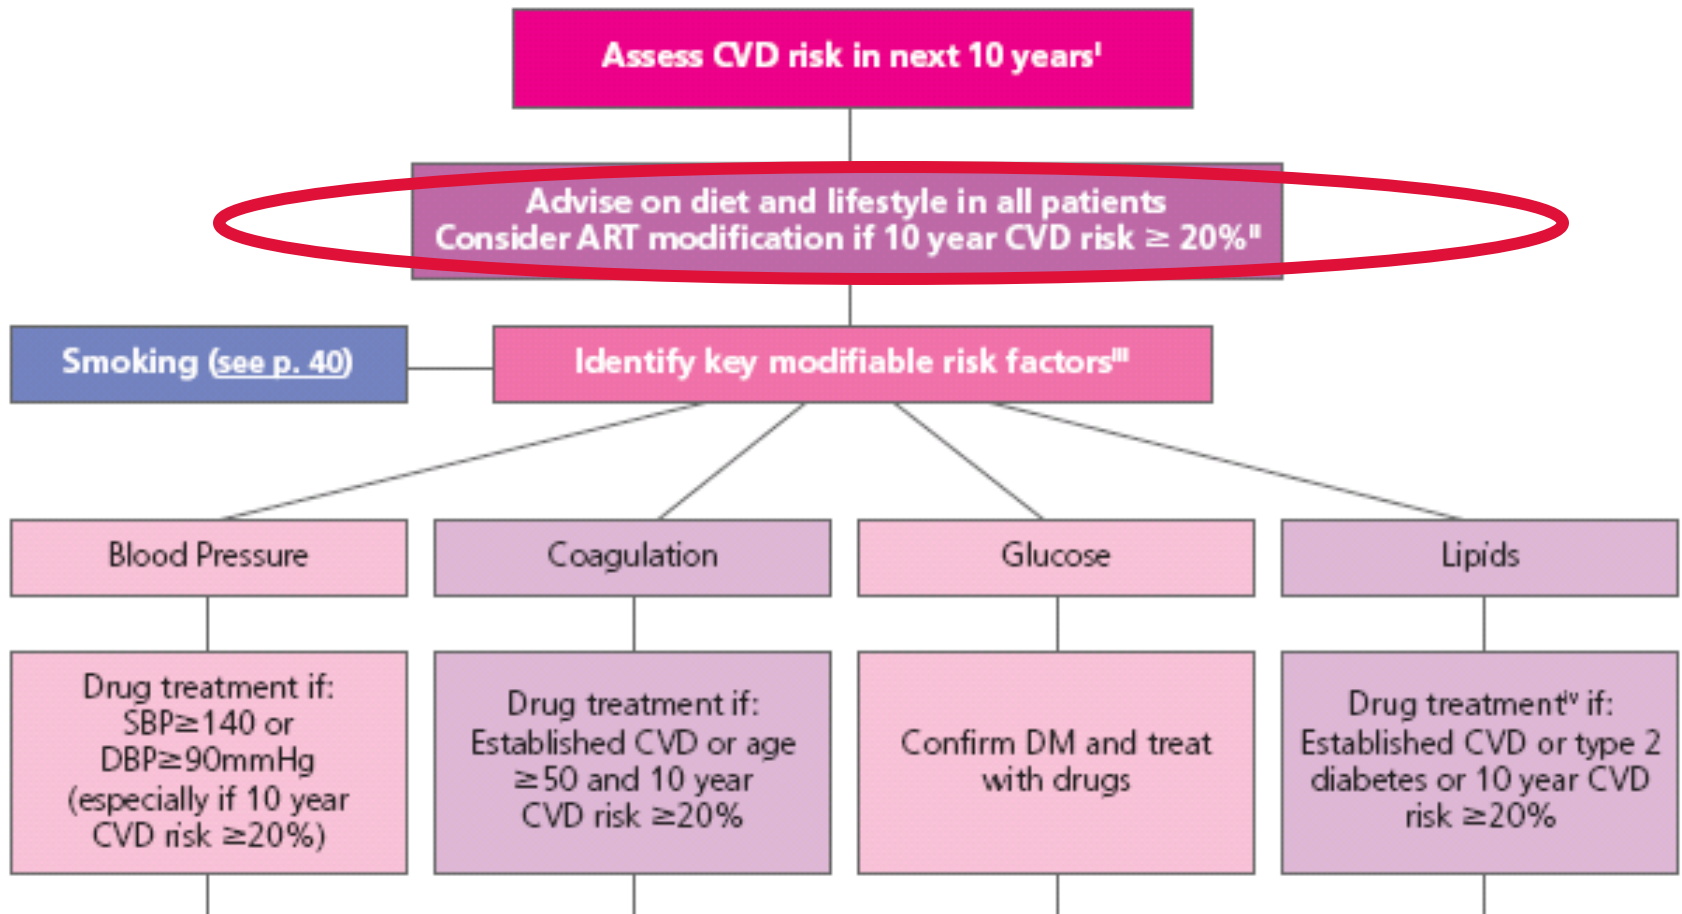 Assess CVD risk in next 10 yearsᴵ
Advise on diet and lifestyle in all patients
Consider ART modification if 10 year CVD risk ≥ 20%ᴵᴵ
Smoking (see p. 40)
Identify key modifiable risk factorsᴵᴵᴵ
Blood Pressure
Coagulation
Glucose
Lipids
Drug treatment if:
SBP≥140 or
DBP≥90mmHg
(especially if 10 year
CVD risk ≥20%)
Drug treatment if:
Established CVD or age
≥50 and 10 year
CVD risk ≥20%
Confirm DM and treat
with drugs
Drug treatmentⁱᵛ if:
Established CVD or type 2
diabetes or 10 year CVD
risk ≥20%